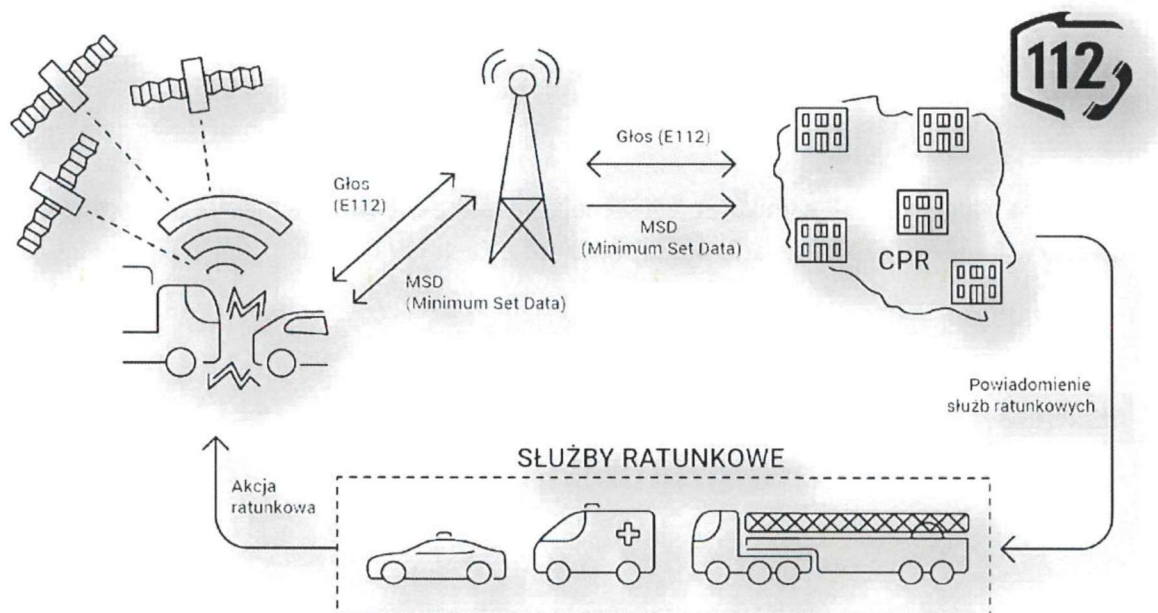 112
Głos (E112)
Głos
(E112)
MSD
(Minimum Set Data)
MSD
(Minimum Set Data)
CPR
Powiadomienie
służb ratunkowych
SŁUŻBY RATUNKOWE
Akcja
ratunkowa